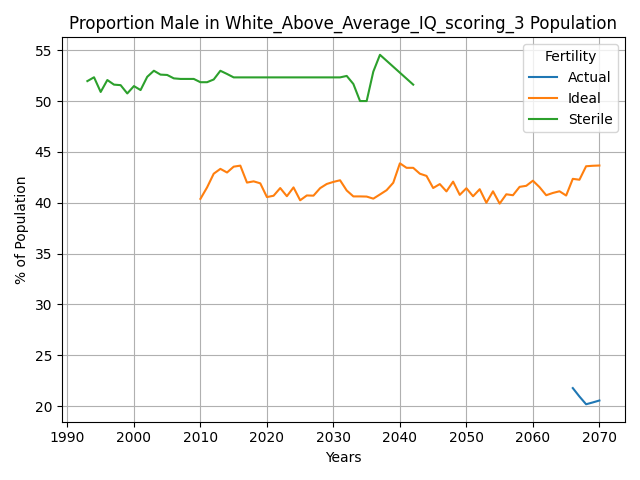 Proportion Male in White_Above_Average_IQ_scoring_3 Population
Fertility
Actual
Ideal
Sterile
% of Population
55
50
45
40
35
30
25
20
1990
2000
2010
2020
2030
2040
2050
2060
2070
Years